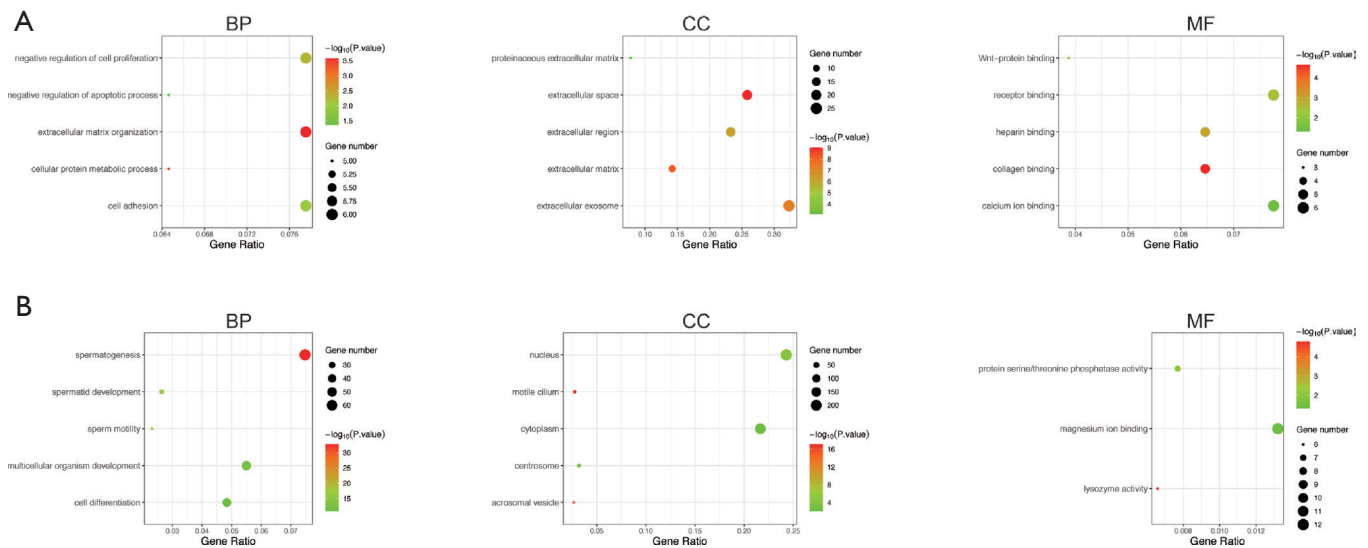 A
BP
negative regulation of cell proliferation
negative regulation of apoptotic process
extracellular matrix organization
cellular protein metabolic process
cell adhesion
0.064 0.068 0.072 0.076
Gene Ratio
−log10(P.value)
3.5
3.0
2.5
2.0
1.5
Gene number
5.00
5.25
5.50
5.75
6.00
CC
proteinaceous extracellular matrix
extracellular space
extracellular region
extracellular matrix
extracellular exosome
0.10 0.15 0.20 0.25 0.30
Gene Ratio
Gene number
10
15
20
25
−log10(P.value)
9
8
7
6
5
4
MF
Wnt−protein binding
receptor binding
heparin binding
collagen binding
calcium ion binding
0.04 0.05 0.06 0.07
Gene Ratio
−log10(P.value)
4
3
2
Gene number
3
4
5
6
B
BP
spermatogenesis
spermatid development
sperm motility
multicellular organism development
cell differentiation
0.03 0.04 0.05 0.06 0.07
Gene Ratio
Gene number
30
40
50
60
−log10(P.value)
30
25
20
15
CC
nucleus
motile cilium
cytoplasm
centrosome
acrosomal vesicle
0.05 0.10 0.15 0.20 0.25
Gene Ratio
Gene number
50
100
150
200
−log10(P.value)
16
12
8
4
MF
protein serine/threonine phosphatase activity
magnesium ion binding
lysozyme activity
0.008 0.010 0.012
Gene Ratio
−log10(P.value)
4
3
2
Gene number
6
7
8
9
10
11
12